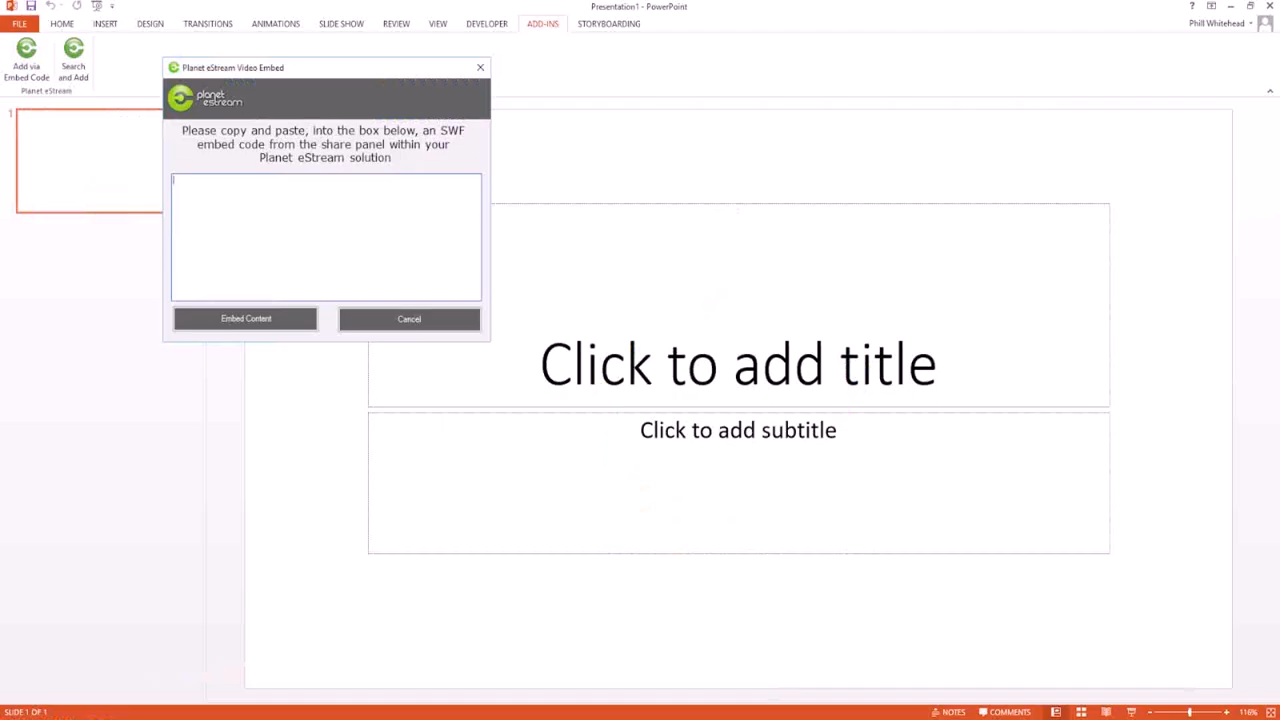 Presentation1 - PowerPoint
FILE HOME INSERT DESIGN TRANSITIONS ANIMATIONS SLIDE SHOW REVIEW VIEW DEVELOPER ADD-INS STORYBOARDING
Phill Whitehead
Add via
Embed Code
Search
and Add
Planet eStream
1
Planet eStream Video Embed
planet
estream
Please copy and paste, into the box below, an SWF
embed code from the share panel within your
Planet eStream solution
Embed Content
Cancel
Click to add title
Click to add subtitle
SLIDE 1 OF 1
NOTES
COMMENTS
116%